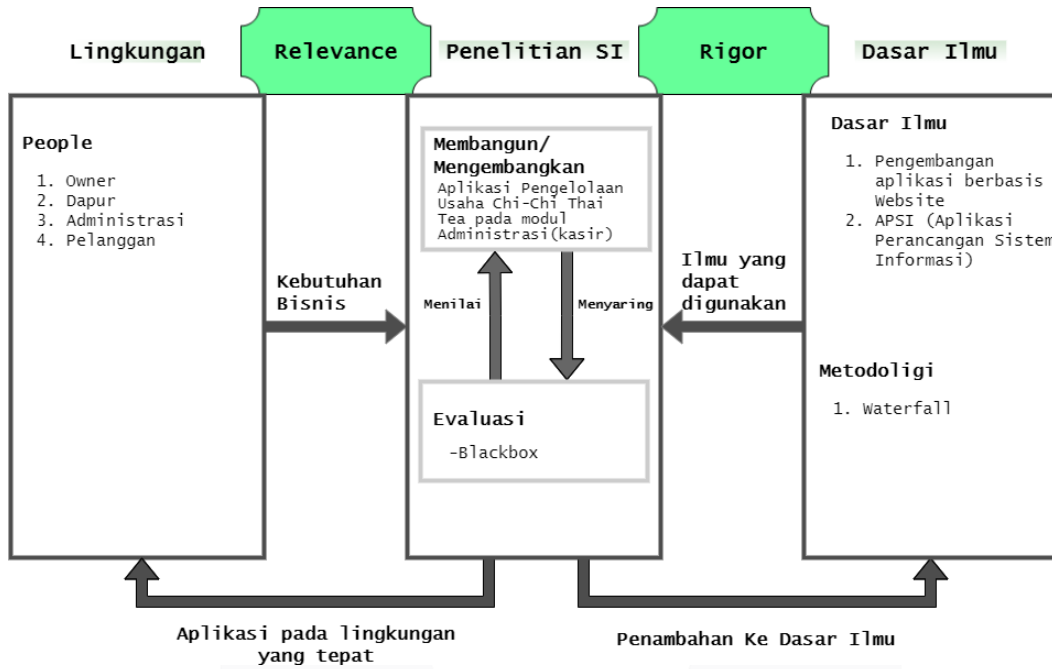 Lingkungan
Relevance
Penelitian SI
Rigor
Dasar Ilmu
People
1. Owner
2. Dapur
3. Administrasi
4. Pelanggan
Kebutuhan
Bisnis
Membangun/
Mengembangkan
Aplikasi Pengelolaan
Usaha Chi-Chi Thai
Tea pada modul
Administrasi(kasir)
Menilai
Menyaring
Evaluasi
-Blackbox
Ilmu yang
dapat
digunakan
Dasar Ilmu
1. Pengembangan
aplikasi berbasis
Website
2. APSI (Aplikasi
Perancangan Sistem
Informasi)
Metodoligi
1. Waterfall
Aplikasi pada lingkungan
yang tepat
Penambahan Ke Dasar Ilmu